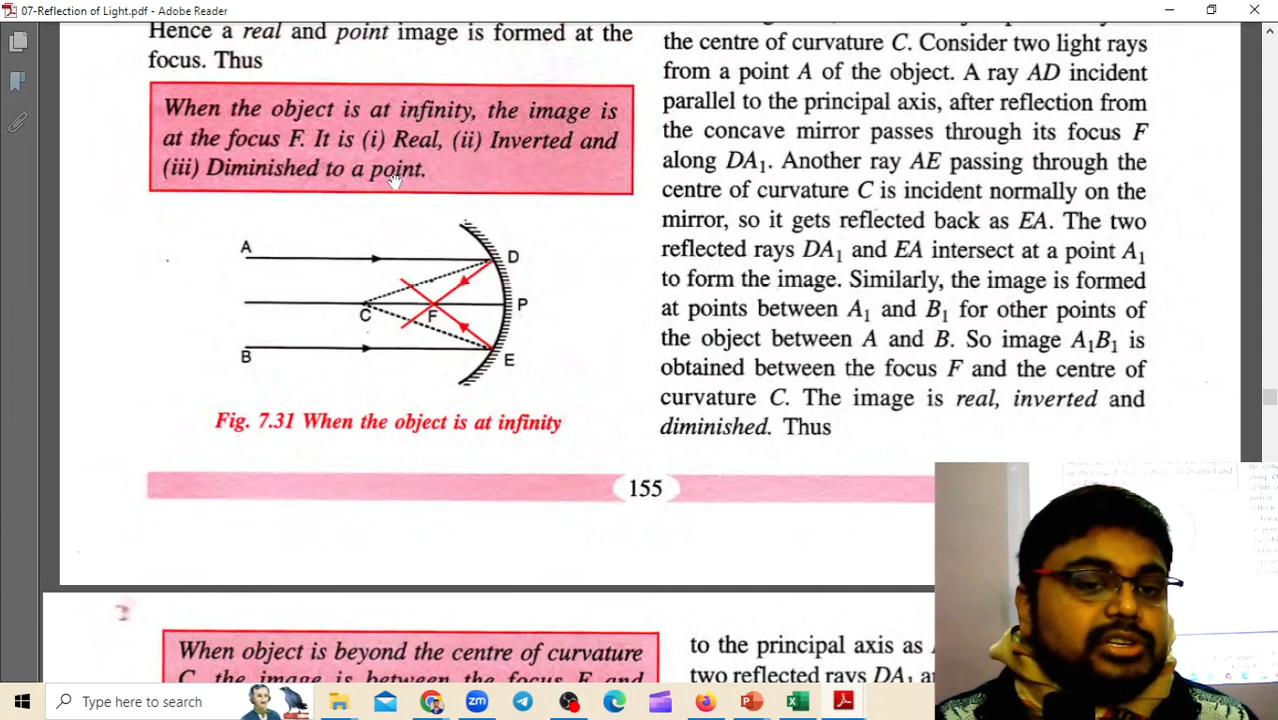 07-Reflection of Light.pdf - Adobe Reader
Hence a real and point image is formed at the
focus. Thus
When the object is at infinity, the image is
at the focus F. It is (i) Real, (ii) Inverted and
(iii) Diminished to a point.
A
D
C
F
P
B
E
Fig. 7.31 When the object is at infinity
the centre of curvature C. Consider two light rays
from a point A of the object. A ray AD incident
parallel to the principal axis, after reflection from
the concave mirror passes through its focus F
along DA₁. Another ray AE passing through the
centre of curvature C is incident normally on the
mirror, so it gets reflected back as EA. The two
reflected rays DA₁ and EA intersect at a point A₁
to form the image. Similarly, the image is formed
at points between A₁ and B₁ for other points of
the object between A and B. So image A₁B₁ is
obtained between the focus F and the centre of
curvature C. The image is real, inverted and
diminished. Thus
155
When object is beyond the centre of curvature
C, the image is between the focus F and
to the principal axis as
two reflected rays DA₁
Type here to search
zm